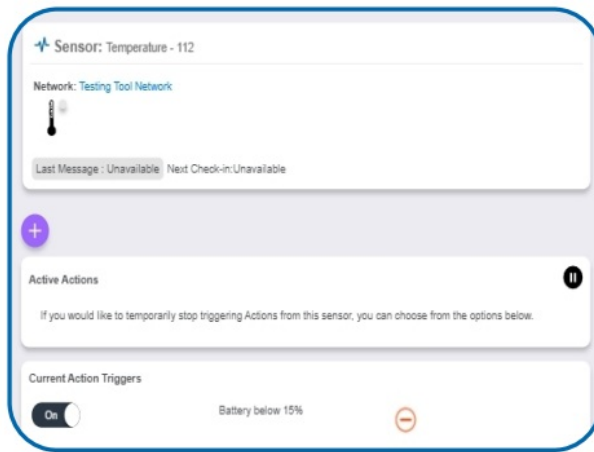 Sensor: Temperature - 112
Network: Testing Tool Network
Last Message : Unavailable Next Check-in:Unavailable
Active Actions
If you would like to temporarily stop triggering Actions from this sensor, you can choose from the options below.
Current Action Triggers
On Battery below 15%